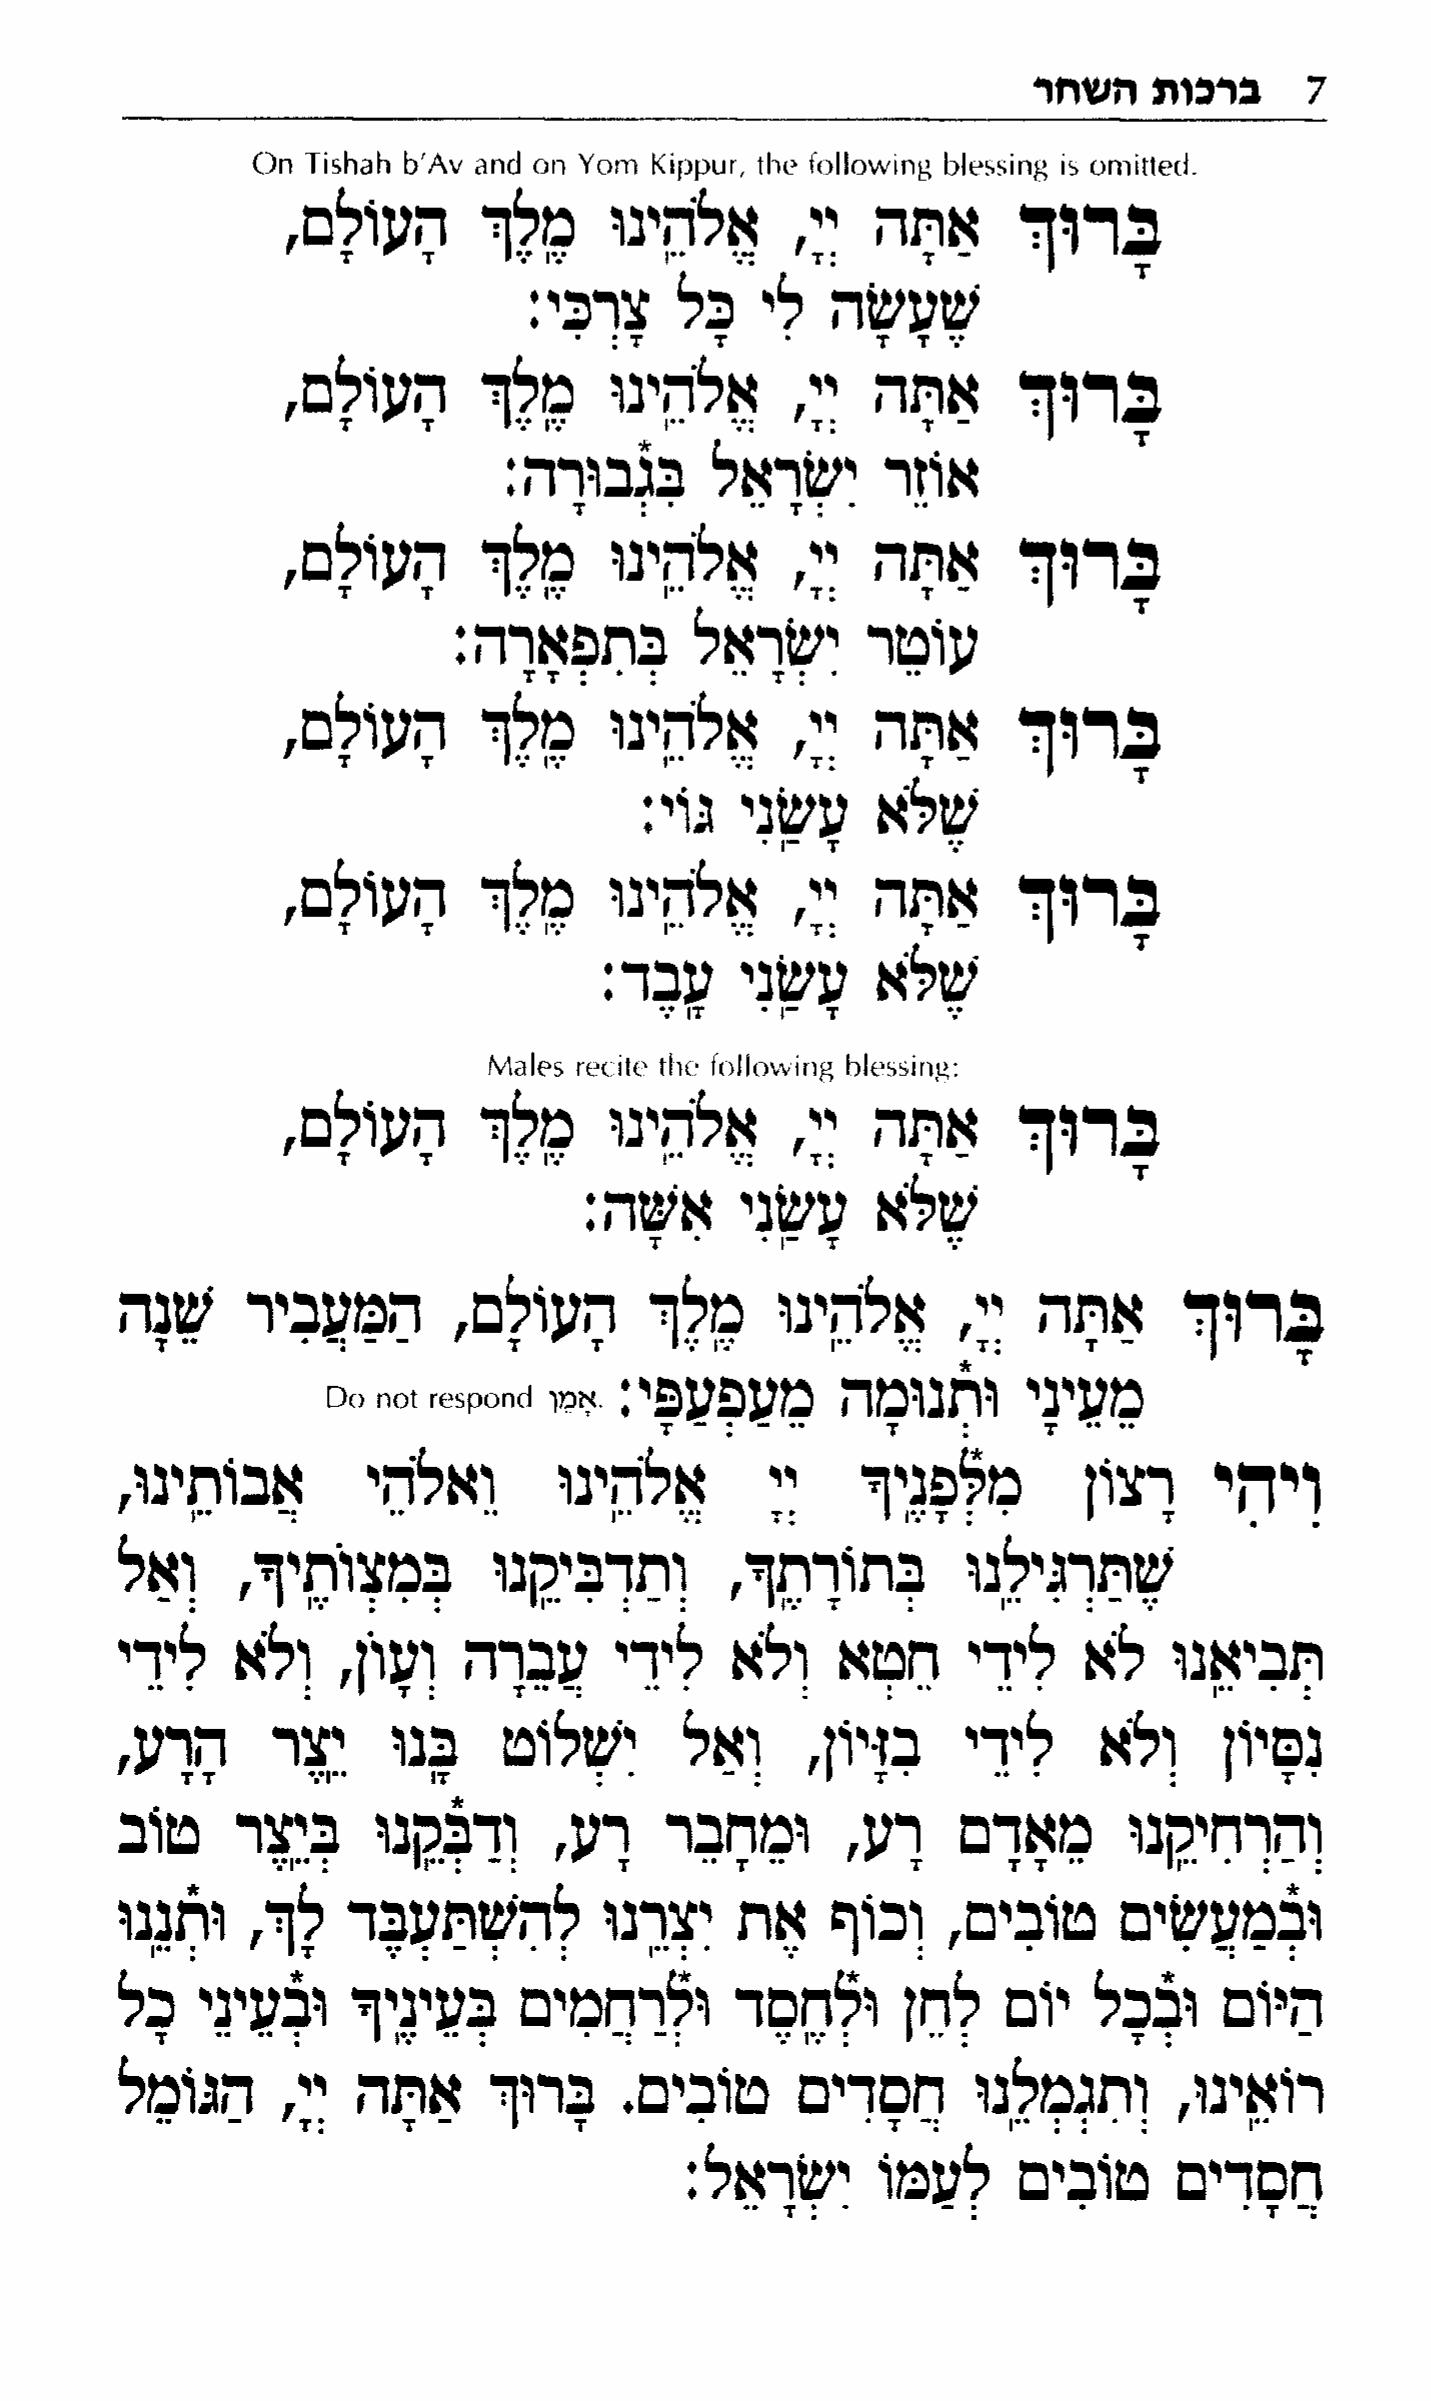 7 ברכות השחר
On Tishah b'Av and on Yom Kippur, the following blessing is omitted.
בָּרוּךְ אַתָּה יְיָ, אֱלֹהֵֽינוּ מֶֽלֶךְ הָעוֹלָם,
שֶׁעָשָׂה לִי כָּל צָרְכִּי:
בָּרוּךְ אַתָּה יְיָ, אֱלֹהֵֽינוּ מֶֽלֶךְ הָעוֹלָם,
אוֹזֵר יִשְׂרָאֵל בִּגְ*בוּרָה:
בָּרוּךְ אַתָּה יְיָ, אֱלֹהֵֽינוּ מֶֽלֶךְ הָעוֹלָם,
עוֹטֵר יִשְׂרָאֵל בְּתִפְאָרָה:
בָּרוּךְ אַתָּה יְיָ, אֱלֹהֵֽינוּ מֶֽלֶךְ הָעוֹלָם,
שֶׁלֹּא עָשַֽׂנִי גּוֹי:
בָּרוּךְ אַתָּה יְיָ, אֱלֹהֵֽינוּ מֶֽלֶךְ הָעוֹלָם,
שֶׁלֹּא עָשַֽׂנִי עָֽבֶד:
Males recite the following blessing:
בָּרוּךְ אַתָּה יְיָ, אֱלֹהֵֽינוּ מֶֽלֶךְ הָעוֹלָם,
שֶׁלֹּא עָשַֽׂנִי אִשָּׁה:
בָּרוּךְ אַתָּה יְיָ, אֱלֹהֵֽינוּ מֶֽלֶךְ הָעוֹלָם, הַמַּעֲבִיר שֵׁנָה
מֵעֵינָי וּתְ*נוּמָה מֵעַפְעַפָּי: Do not respond אָמֵן.
וִיהִי רָצוֹן מִלְּ*פָנֶֽיךָ יְיָ אֱלֹהֵֽינוּ וֵאלֹהֵי אֲבוֹתֵֽינוּ,
שֶׁתַּרְגִּילֵֽנוּ בְּתוֹרָתֶֽךָ, וְתַדְבִּיקֵֽנוּ בְּמִצְוֹתֶֽיךָ, וְאַל
תְּבִיאֵֽנוּ לֹא לִידֵי חֵטְא וְלֹא לִידֵי עֲבֵרָה וְעָוֹן, וְלֹא לִידֵי
נִסָּיוֹן וְלֹא לִידֵי בִזָּיוֹן, וְאַל יִשְׁלוֹט בָּֽנוּ יֵֽצֶר הָרָע,
וְהַרְחִיקֵֽנוּ מֵאָדָם רָע, וּמֵחָבֵר רָע, וְדַבְּ*קֵֽנוּ בְּיֵֽצֶר טוֹב
וּבְ*מַעֲשִׂים טוֹבִים, וְכוֹף אֶת יִצְרֵֽנוּ לְהִשְׁתַּעְבֶּד לָךְ, וּתְ*נֵֽנוּ
הַיּוֹם וּבְ*כָל יוֹם לְחֵן וּלְ*חֶֽסֶד וּלְ*רַחֲמִים בְּעֵינֶֽיךָ וּבְ*עֵינֵי כָל
רוֹאֵֽינוּ, וְתִגְמְלֵֽנוּ חֲסָדִים טוֹבִים. בָּרוּךְ אַתָּה יְיָ, הַגּוֹמֵל
חֲסָדִים טוֹבִים לְעַמּוֹ יִשְׂרָאֵל: